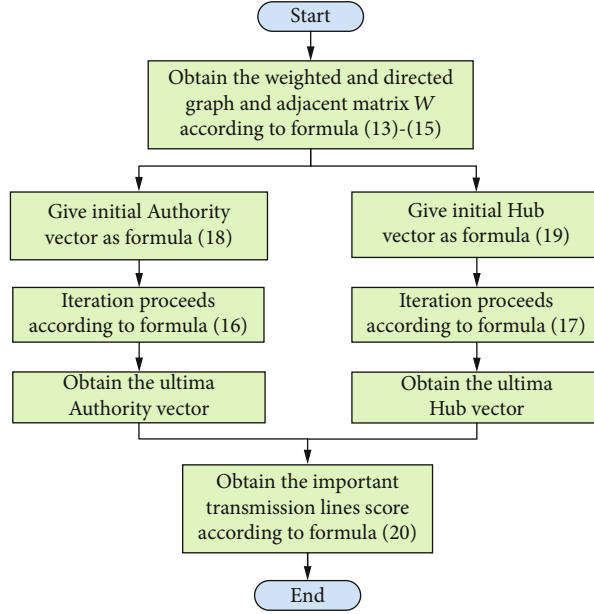 Start
Obtain the weighted and directed
graph and adjacent matrix W
according to formula (13)-(15)
Give initial Authority
vector as formula (18)
Give initial Hub
vector as formula (19)
Iteration proceeds
according to formula (16)
Iteration proceeds
according to formula (17)
Obtain the ultima
Authority vector
Obtain the ultima
Hub vector
Obtain the important
transmission lines score
according to formula (20)
End